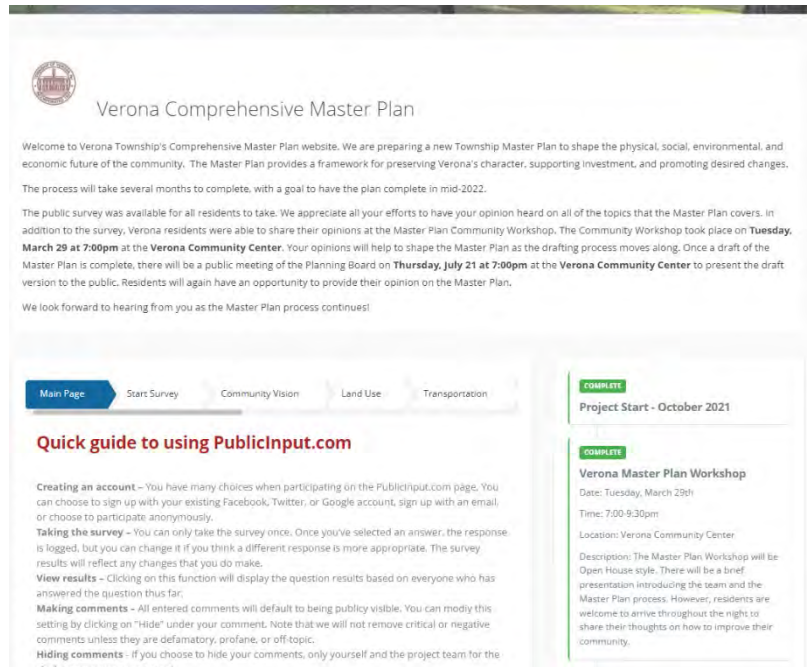 Verona Comprehensive Master Plan
Welcome to Verona Township's Comprehensive Master Plan website. We are preparing a new Township Master Plan to shape the physical, social, environmental, and
economic future of the community. The Master Plan provides a framework for preserving Verona's character, supporting investment, and promoting desired changes.
The process will take several months to complete, with a goal to have the plan complete in mid-2022.
The public survey was available for all residents to take. We appreciate all your efforts to have your opinion heard on all of the topics that the Master Plan covers. In
addition to the survey, Verona residents were able to share their opinions at the Master Plan Community Workshop. The Community Workshop took place on Tuesday,
March 29 at 7:00pm at the Verona Community Center. Your opinions will help to shape the Master Plan as the drafting process moves along. Once a draft of the
Master Plan is complete, there will be a public meeting of the Planning Board on Thursday, July 21 at 7:00pm at the Verona Community Center to present the draft
version to the public. Residents will again have an opportunity to provide their opinion on the Master Plan.
We look forward to hearing from you as the Master Plan process continues!
Main Page Start Survey Community Vision Land Use Transportation
Quick guide to using PublicInput.com
Creating an account – You have many choices when participating on the PublicInput.com page. You
can choose to sign up with your existing Facebook, Twitter, or Google account, sign up with an email,
or choose to participate anonymously.
Taking the survey – You can only take the survey once. Once you've selected an answer, the response
is logged, but you can change it if you think a different response is more appropriate. The survey
results will reflect any changes that you do make.
View results – Clicking on this function will display the question results based on everyone who has
answered the question thus far.
Making comments – All entered comments will default to being publicly visible. You can modiy this
setting by clicking on "Hide" under your comment. Note that we will not remove critical or negative
comments unless they are defamatory, profane, or off-topic.
Hiding comments - If you choose to hide your comments, only yourself and the project team for the
COMPLETE
Project Start - October 2021
COMPLETE
Verona Master Plan Workshop
Date: Tuesday, March 29th
Time: 7:00-9:30pm
Location: Verona Community Center
Description: The Master Plan Workshop will be
Open House style. There will be a brief
presentation introducing the team and the
Master Plan process. However, residents are
welcome to arrive throughout the night to
share their thoughts on how to improve their
community.